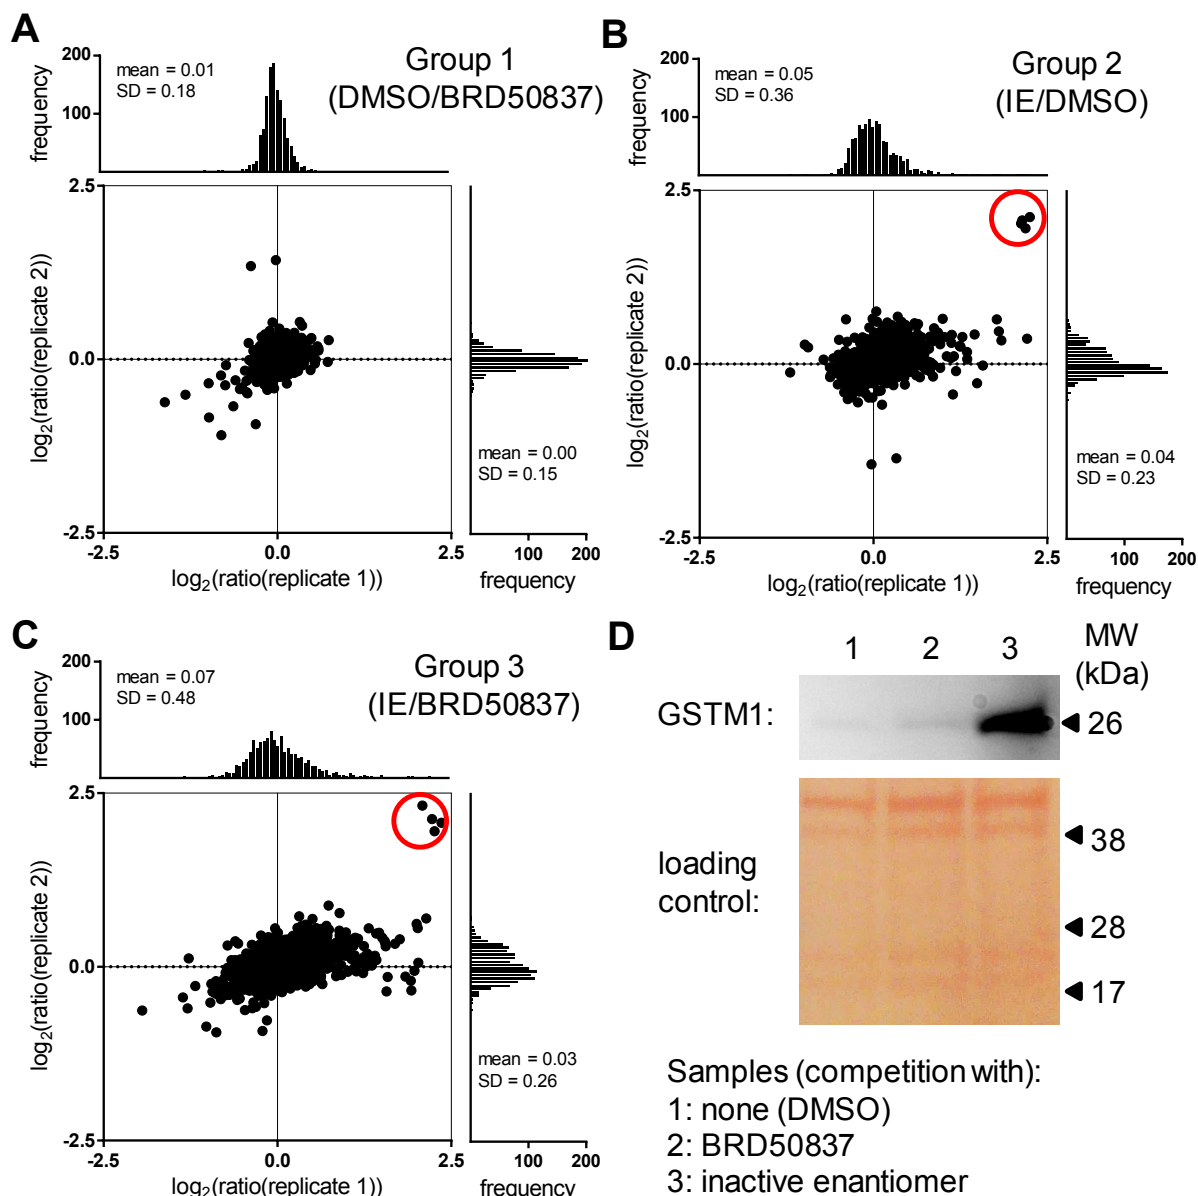 A
200
100
frequency
mean = 0.01
SD = 0.18
Group 1
(DMSO/BRD50837)
2.5
0.0
-2.5
log2(ratio(replicate 2))
-2.5
0.0
2.5
log2(ratio(replicate 1))
mean = 0.00
SD = 0.15
100
200
frequency
B
200
100
frequency
mean = 0.05
SD = 0.36
Group 2
(IE/DMSO)
2.5
0.0
-2.5
log2(ratio(replicate 2))
-2.5
0.0
2.5
log2(ratio(replicate 1))
mean = 0.04
SD = 0.23
100
200
frequency
C
200
100
frequency
mean = 0.07
SD = 0.48
Group 3
(IE/BRD50837)
2.5
0.0
-2.5
log2(ratio(replicate 2))
-2.5
0.0
2.5
log2(ratio(replicate 1))
mean = 0.03
SD = 0.26
100
200
frequency
D
1 2 3
MW
(kDa)
GSTM1:
26
loading
control:
38
28
17
Samples (competition with):
1: none (DMSO)
2: BRD50837
3: inactive enantiomer